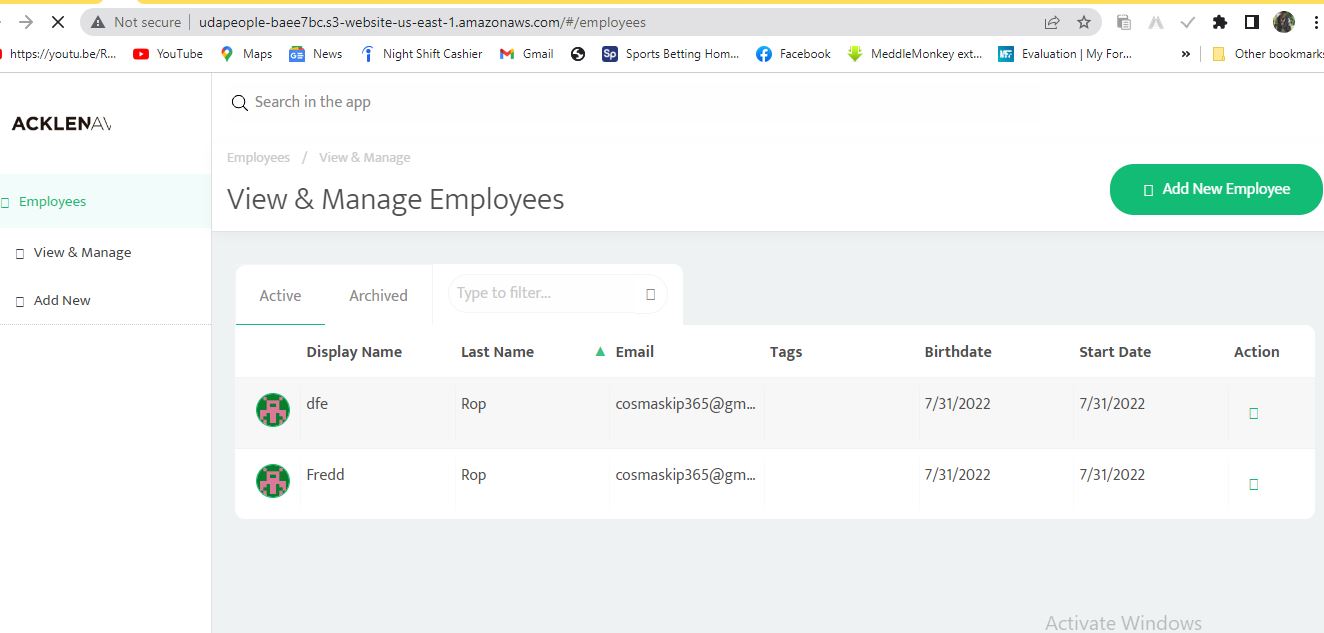 Not secure udapeople-baee7bc.s3-website-us-east-1.amazonaws.com/#/employees
https://youtu.be/R... YouTube Maps News Night Shift Cashier Gmail Sp Sports Betting Hom... Facebook MeddleMonkey ext... Evaluation | My For... » Other bookmarks
Search in the app
ACKLENAV
Employees / View & Manage
View & Manage Employees
Add New Employee
Employees
View & Manage
Add New
Active Archived Type to filter...
Display Name Last Name ▲ Email Tags Birthdate Start Date Action
dfe Rop cosmaskip365@gm... 7/31/2022 7/31/2022
Fredd Rop cosmaskip365@gm... 7/31/2022 7/31/2022
Activate Windows